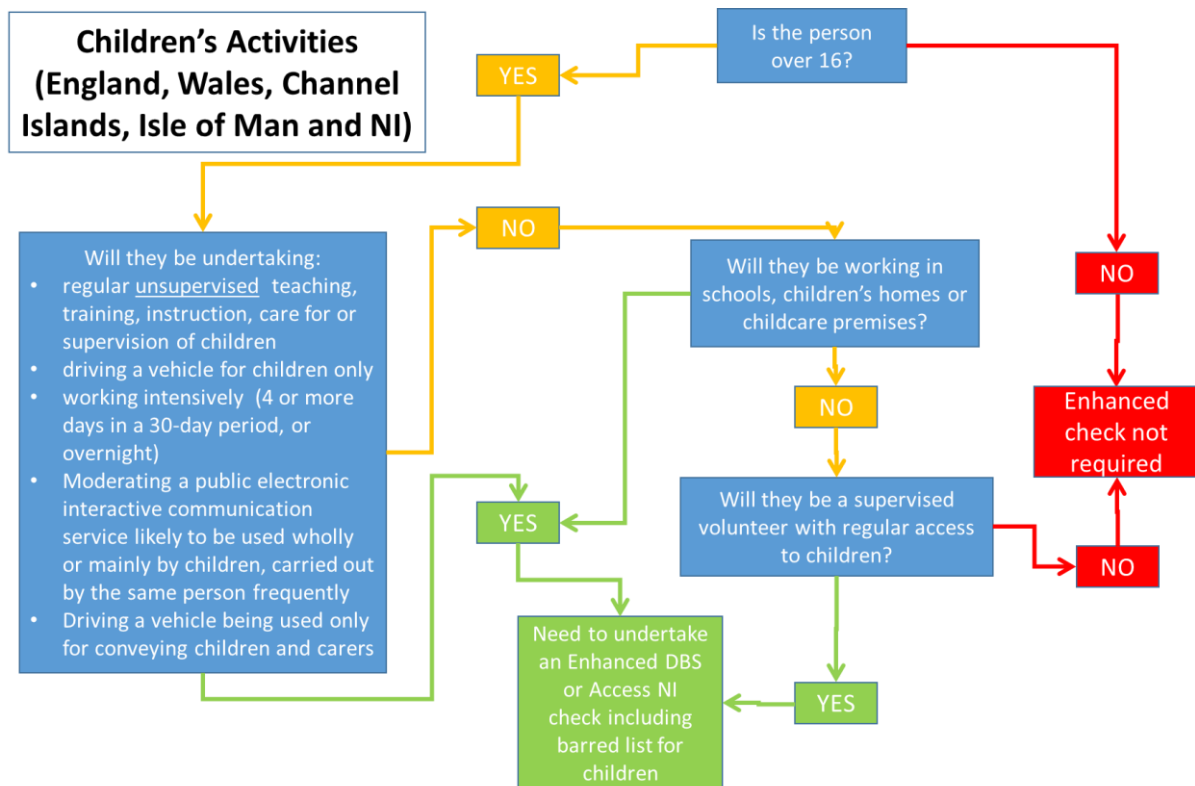 Children’s Activities
(England, Wales, Channel
Islands, Isle of Man and NI)
Is the person
over 16?
YES
NO
Will they be undertaking:
• regular unsupervised teaching,
training, instruction, care for or
supervision of children
• driving a vehicle for children only
• working intensively (4 or more
days in a 30-day period, or
overnight)
• Moderating a public electronic
interactive communication
service likely to be used wholly
or mainly by children, carried out
by the same person frequently
• Driving a vehicle being used only
for conveying children and carers
NO
Will they be working in
schools, children’s homes or
childcare premises?
NO
YES
Will they be a supervised
volunteer with regular access
to children?
NO
Enhanced
check not
required
YES
Need to undertake
an Enhanced DBS
or Access NI
check including
barred list for
children